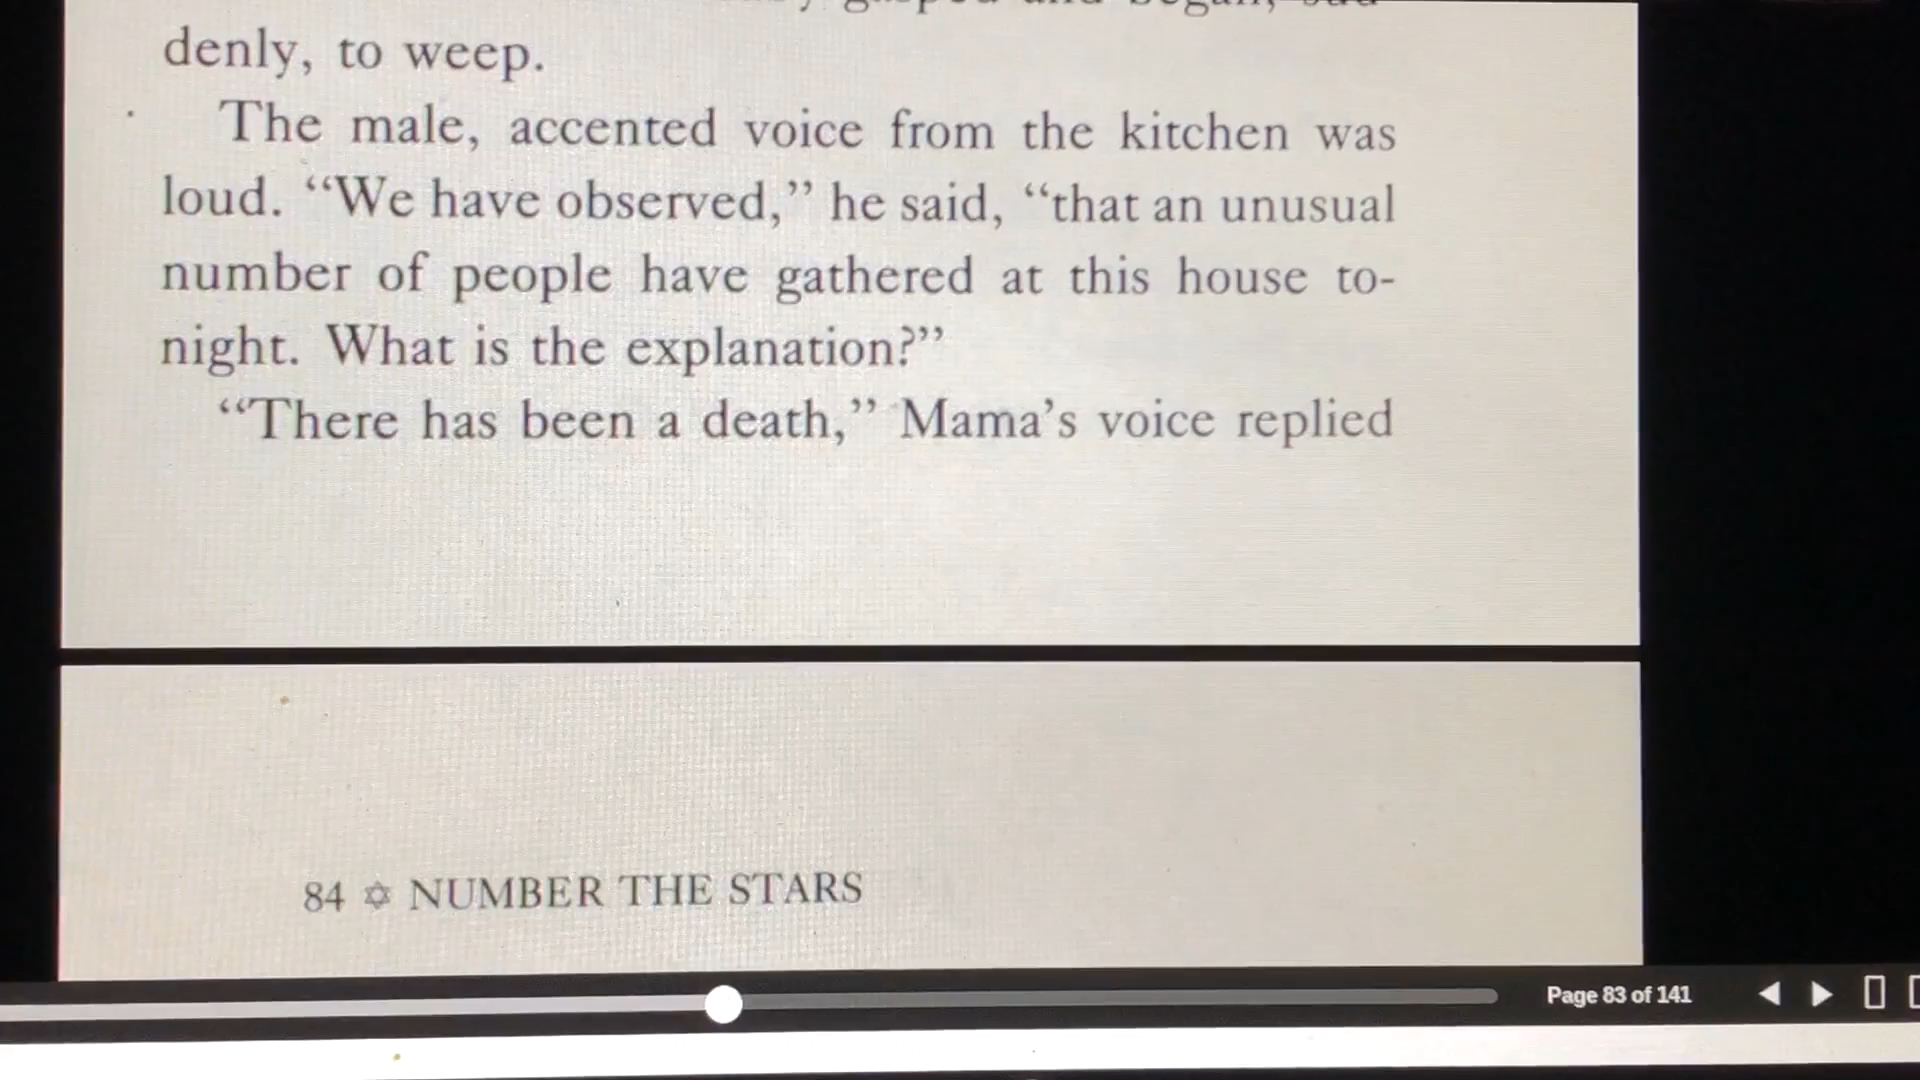 denly, to weep.
The male, accented voice from the kitchen was
loud. “We have observed,” he said, “that an unusual
number of people have gathered at this house to-
night. What is the explanation?”
“There has been a death,” Mama’s voice replied
84 ✡ NUMBER THE STARS
Page 83 of 141